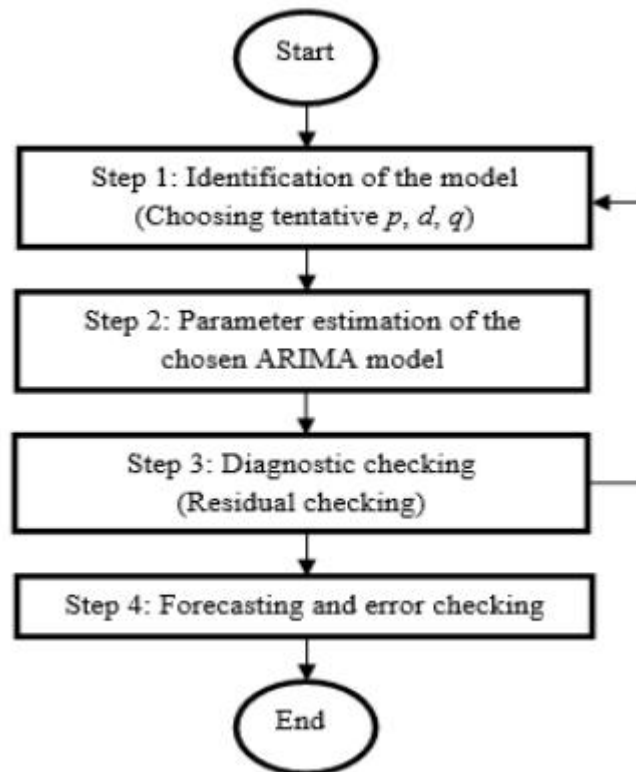 Start
Step 1: Identification of the model
(Choosing tentative p, d, q)
Step 2: Parameter estimation of the
chosen ARIMA model
Step 3: Diagnostic checking
(Residual checking)
Step 4: Forecasting and error checking
End